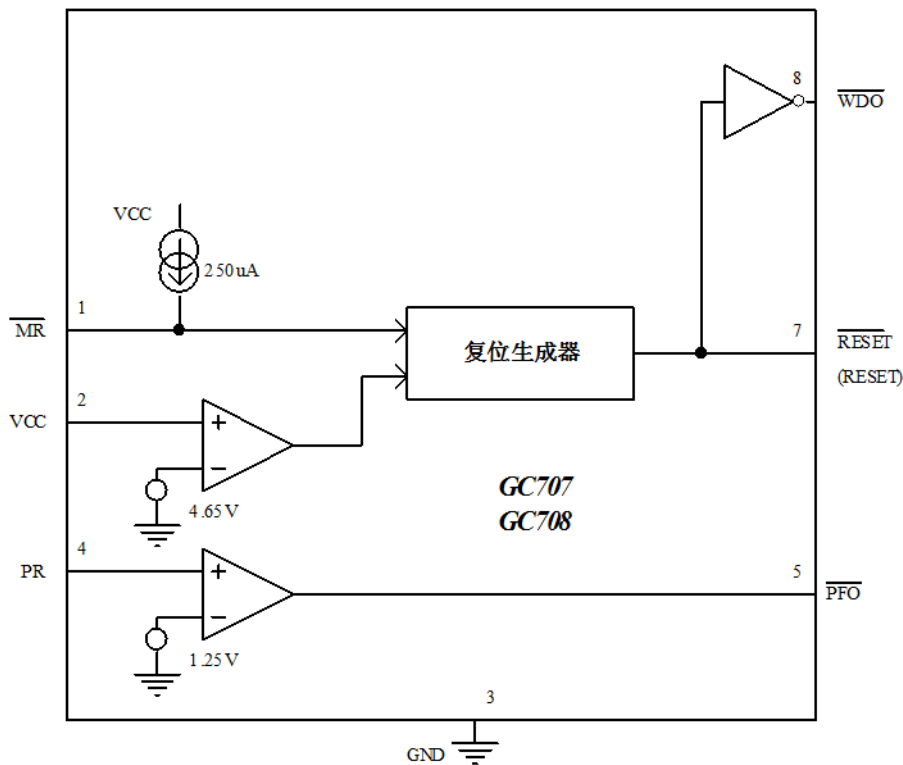 8
WDO
VCC
250uA
1
MR
复位生成器
7
RESET
(RESET)
2
VCC
+
−
4.65V
GC707
GC708
4
PR
+
−
1.25V
5
PFO
3
GND